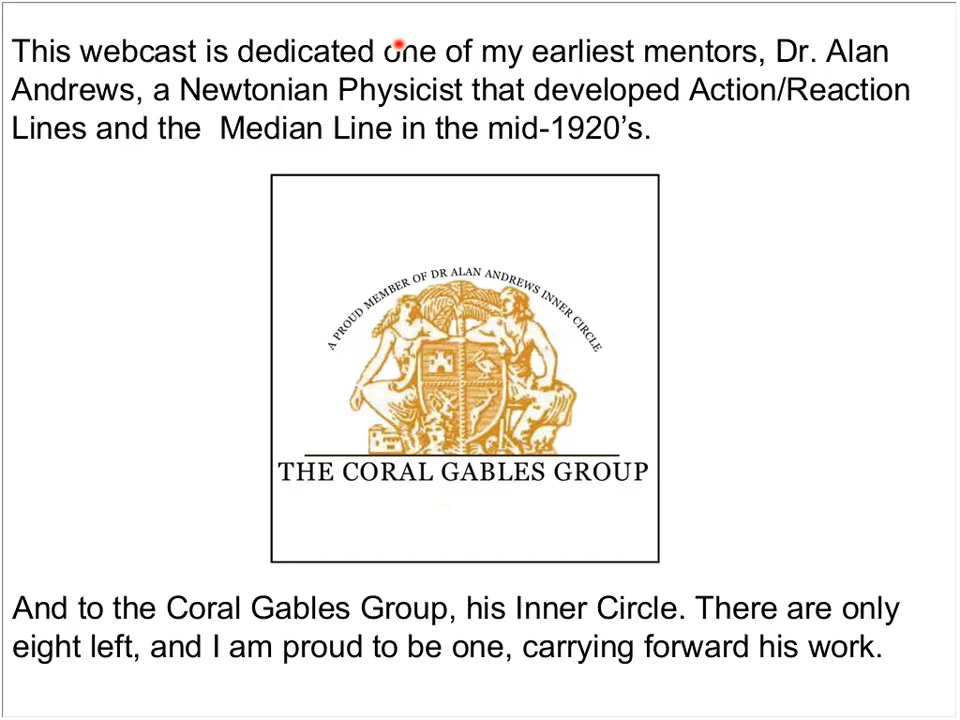 This webcast is dedicated one of my earliest mentors, Dr. Alan
Andrews, a Newtonian Physicist that developed Action/Reaction
Lines and the  Median Line in the mid-1920’s.
A PROUD MEMBER OF DR ALAN ANDREWS INNER CIRCLE
THE CORAL GABLES GROUP
And to the Coral Gables Group, his Inner Circle. There are only
eight left, and I am proud to be one, carrying forward his work.